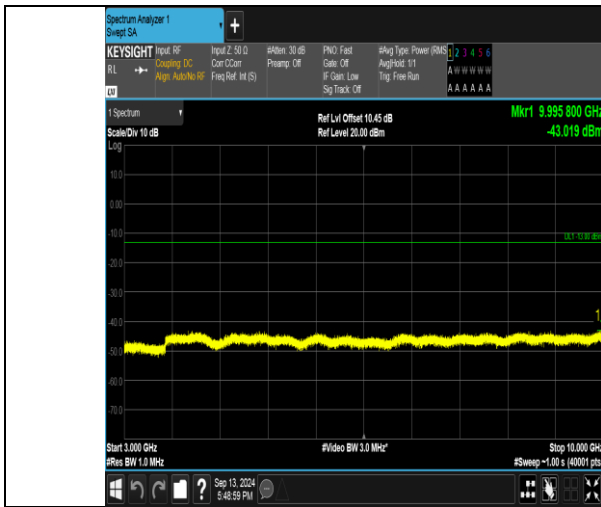 Spectrum Analyzer 1
Swept SA
+
KEYSIGHT
RL
Input: RF
Coupling: DC
Align: Auto/No RF
Input Z: 50 Ω
Corr CCorr
Freq Ref: Int (S)
#Atten: 30 dB
Preamp: Off
PNO: Fast
Gate: Off
IF Gain: Low
Sig Track: Off
#Avg Type: Power (RMS
Avg|Hold: 1/1
Trig: Free Run
1 2 3 4 5 6
A W W W W W
A A A A A A
LXI
1 Spectrum
Scale/Div 10 dB
Ref Lvl Offset 10.45 dB
Ref Level 20.00 dBm
Mkr1 9.995 800 GHz
-43.019 dBm
Log
10.0
0.00
-10.0
DL1 -13.00 dBm
-20.0
-30.0
1
-40.0
-50.0
-60.0
-70.0
Start 3.000 GHz
#Res BW 1.0 MHz
#Video BW 3.0 MHz*
Stop 10.000 GHz
#Sweep ~1.00 s (40001 pts)
?
Sep 13, 2024
5:48:59 PM